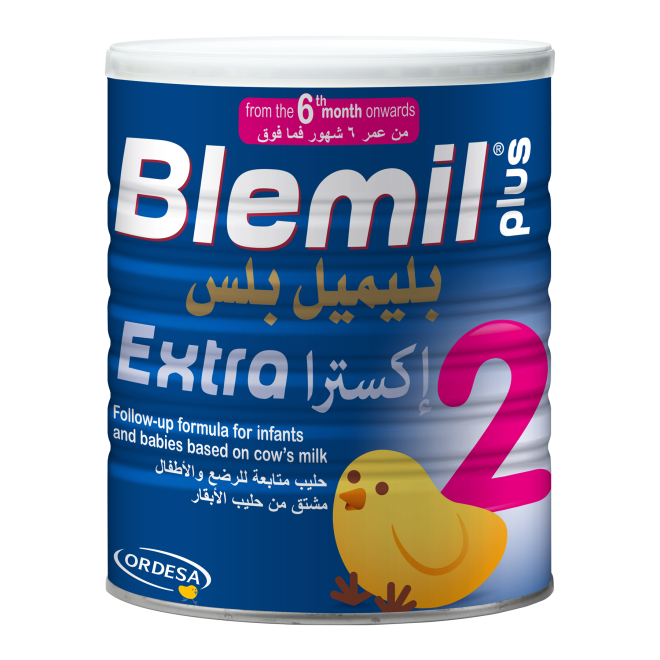 from the 6th month onwards
من عمر ٦ شهور فما فوق
Blemil® plus
بليميل بلس
Extra إكسترا 2
Follow-up formula for infants
and babies based on cow's milk
حليب متابعة للرضع والأطفال
مشتق من حليب الأبقار
ORDESA